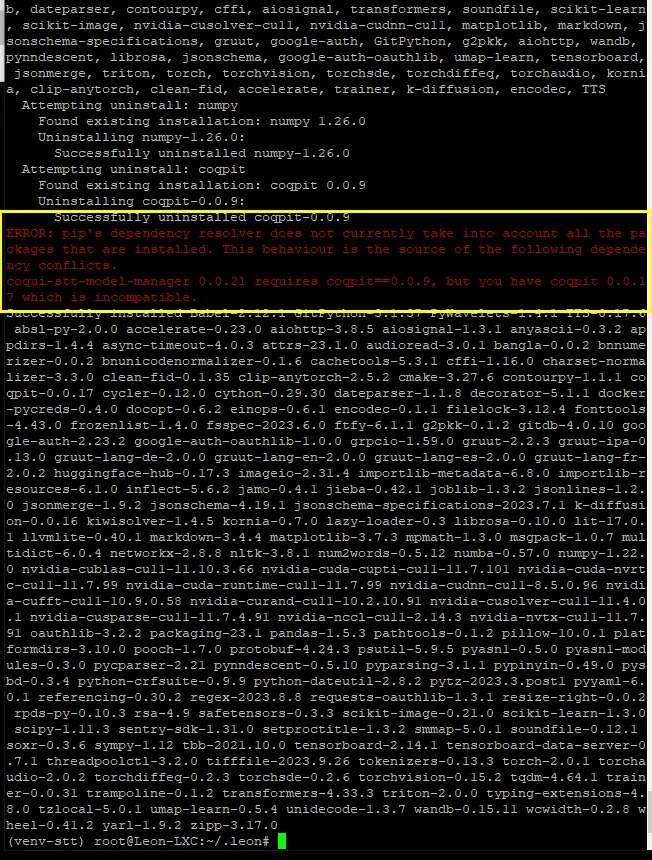 b, dateparser, contourpy, cffi, aiosignal, transformers, soundfile, scikit-learn
, scikit-image, nvidia-cusolver-cu11, nvidia-cudnn-cu11, matplotlib, markdown, j
sonschema-specifications, gruut, google-auth, GitPython, g2pkk, aiohttp, wandb,
pynndescent, librosa, jsonschema, google-auth-oauthlib, umap-learn, tensorboard,
jsonmerge, triton, torch, torchvision, torchsde, torchdiffeq, torchaudio, korni
a, clip-anytorch, clean-fid, accelerate, trainer, k-diffusion, encodec, TTS
Attempting uninstall: numpy
Found existing installation: numpy 1.26.0
Uninstalling numpy-1.26.0:
Successfully uninstalled numpy-1.26.0
Attempting uninstall: coqpit
Found existing installation: coqpit 0.0.9
Uninstalling coqpit-0.0.9:
Successfully uninstalled coqpit-0.0.9
ERROR: pip's dependency resolver does not currently take into account all the pa
ckages that are installed. This behaviour is the source of the following depende
ncy conflicts.
coqui-stt-model-manager 0.0.21 requires coqpit==0.0.9, but you have coqpit 0.0.1
7 which is incompatible.
Successfully installed Babel-2.12.1 GitPython-3.1.37 PyWavelets-1.4.1 TTS-0.17.8
absl-py-2.0.0 accelerate-0.23.0 aiohttp-3.8.5 aiosignal-1.3.1 anyascii-0.3.2 ap
pdirs-1.4.4 async-timeout-4.0.3 attrs-23.1.0 audioread-3.0.1 bangla-0.0.2 bnnume
rizer-0.0.2 bnunicodenormalizer-0.1.6 cachetools-5.3.1 cffi-1.16.0 charset-norma
lizer-3.3.0 clean-fid-0.1.35 clip-anytorch-2.5.2 cmake-3.27.6 contourpy-1.1.1 co
qpit-0.0.17 cycler-0.12.0 cython-0.29.30 dateparser-1.1.8 decorator-5.1.1 docker
-pycreds-0.4.0 docopt-0.6.2 einops-0.6.1 encodec-0.1.1 filelock-3.12.4 fonttools
-4.43.0 frozenlist-1.4.0 fsspec-2023.6.0 ftfy-6.1.1 g2pkk-0.1.2 gitdb-4.0.10 goo
gle-auth-2.23.2 google-auth-oauthlib-1.0.0 grpcio-1.59.0 gruut-2.2.3 gruut-ipa-0
.13.0 gruut-lang-de-2.0.0 gruut-lang-en-2.0.0 gruut-lang-es-2.0.0 gruut-lang-fr-
2.0.2 huggingface-hub-0.17.3 imageio-2.31.4 importlib-metadata-6.8.0 importlib-r
esources-6.1.0 inflect-5.6.2 jamo-0.4.1 jieba-0.42.1 joblib-1.3.2 jsonlines-1.2.
0 jsonmerge-1.9.2 jsonschema-4.19.1 jsonschema-specifications-2023.7.1 k-diffusi
on-0.0.16 kiwisolver-1.4.5 kornia-0.7.0 lazy-loader-0.3 librosa-0.10.0 lit-17.0.
1 llvmlite-0.40.1 markdown-3.4.4 matplotlib-3.7.3 mpmath-1.3.0 msgpack-1.0.7 mul
tidict-6.0.4 networkx-2.8.8 nltk-3.8.1 num2words-0.5.12 numba-0.57.0 numpy-1.22.
0 nvidia-cublas-cu11-11.10.3.66 nvidia-cuda-cupti-cu11-11.7.101 nvidia-cuda-nvrt
c-cu11-11.7.99 nvidia-cuda-runtime-cu11-11.7.99 nvidia-cudnn-cu11-8.5.0.96 nvidi
a-cufft-cu11-10.9.0.58 nvidia-curand-cu11-10.2.10.91 nvidia-cusolver-cu11-11.4.0
.1 nvidia-cusparse-cu11-11.7.4.91 nvidia-nccl-cu11-2.14.3 nvidia-nvtx-cu11-11.7.
91 oauthlib-3.2.2 packaging-23.1 pandas-1.5.3 pathtools-0.1.2 pillow-10.0.1 plat
formdirs-3.10.0 pooch-1.7.0 protobuf-4.24.3 psutil-5.9.5 pyasn1-0.5.0 pyasn1-mod
ules-0.3.0 pycparser-2.21 pynndescent-0.5.10 pyparsing-3.1.1 pypinyin-0.49.0 pys
bd-0.3.4 python-crfsuite-0.9.9 python-dateutil-2.8.2 pytz-2023.3.post1 pyyaml-6.
0.1 referencing-0.30.2 regex-2023.8.8 requests-oauthlib-1.3.1 resize-right-0.0.2
rpds-py-0.10.3 rsa-4.9 safetensors-0.3.3 scikit-image-0.21.0 scikit-learn-1.3.0
scipy-1.11.3 sentry-sdk-1.31.0 setproctitle-1.3.2 smmap-5.0.1 soundfile-0.12.1
soxr-0.3.6 sympy-1.12 tbb-2021.10.0 tensorboard-2.14.1 tensorboard-data-server-0
.7.1 threadpoolctl-3.2.0 tifffile-2023.9.26 tokenizers-0.13.3 torch-2.0.1 torcha
udio-2.0.2 torchdiffeq-0.2.3 torchsde-0.2.6 torchvision-0.15.2 tqdm-4.64.1 train
er-0.0.31 trampoline-0.1.2 transformers-4.33.3 triton-2.0.0 typing-extensions-4.
8.0 tzlocal-5.0.1 umap-learn-0.5.4 unidecode-1.3.7 wandb-0.15.11 wcwidth-0.2.8 w
heel-0.41.2 yarl-1.9.2 zipp-3.17.0
(venv-stt) root@Leon-LXC:~/.leon#